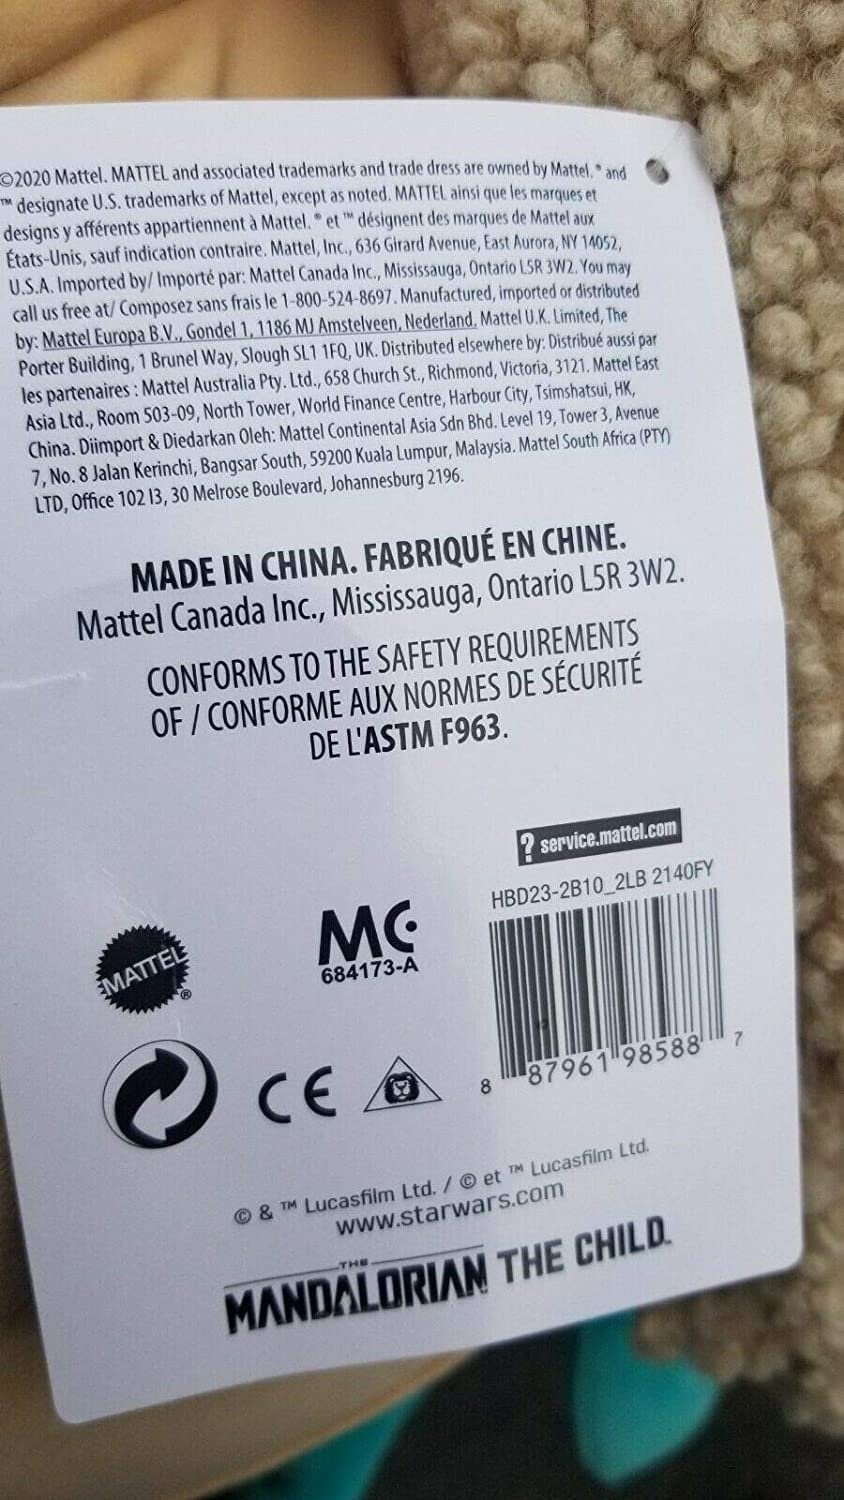 ©2020 Mattel. MATTEL and associated trademarks and trade dress are owned by Mattel. ® and
™ designate U.S. trademarks of Mattel, except as noted. MATTEL ainsi que les marques et
designs y afférents appartiennent à Mattel. ® et ™ désignent des marques de Mattel aux
États-Unis, sauf indication contraire. Mattel, Inc., 636 Girard Avenue, East Aurora, NY 14052,
U.S.A. Imported by/ Importé par: Mattel Canada Inc., Mississauga, Ontario L5R 3W2. You may
call us free at/ Composez sans frais le 1-800-524-8697. Manufactured, imported or distributed
by: Mattel Europa B.V., Gondel 1, 1186 MJ Amstelveen, Nederland. Mattel U.K. Limited, The
Porter Building, 1 Brunel Way, Slough SL1 1FQ, UK. Distributed elsewhere by: Distribué aussi par
les partenaires : Mattel Australia Pty. Ltd., 658 Church St., Richmond, Victoria, 3121. Mattel East
Asia Ltd., Room 503-09, North Tower, World Finance Centre, Harbour City, Tsimshatsui, HK,
China. Diimport & Diedarkan Oleh: Mattel Continental Asia Sdn Bhd. Level 19, Tower 3, Avenue
7, No. 8 Jalan Kerinchi, Bangsar South, 59200 Kuala Lumpur, Malaysia. Mattel South Africa (PTY)
LTD, Office 102 I3, 30 Melrose Boulevard, Johannesburg 2196.
MADE IN CHINA. FABRIQUÉ EN CHINE.
Mattel Canada Inc., Mississauga, Ontario L5R 3W2.
CONFORMS TO THE SAFETY REQUIREMENTS
OF / CONFORME AUX NORMES DE SÉCURITÉ
DE L'ASTM F963.
? service.mattel.com
HBD23-2B10_2LB 2140FY
MATTEL®
MC
684173-A
8 87961 98588 7
CE
© & ™ Lucasfilm Ltd. / © et ™ Lucasfilm Ltd.
www.starwars.com
THE
MANDALORIAN THE CHILD™